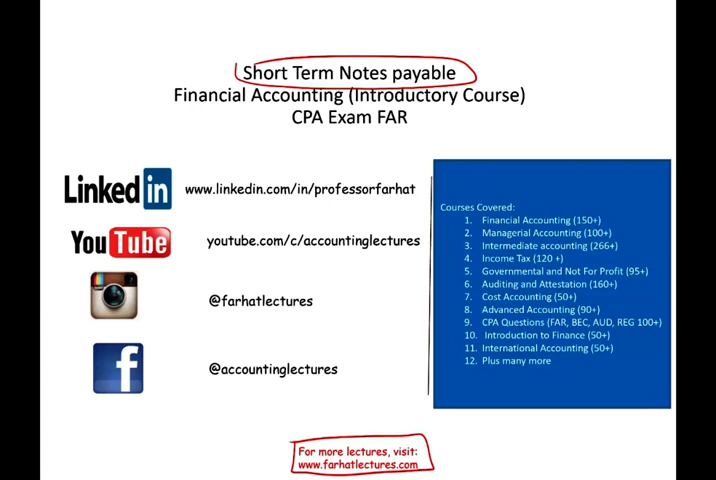 Short Term Notes payable
Financial Accounting (Introductory Course)
CPA Exam FAR
Linked in
www.linkedin.com/in/professorfarhat
YouTube
youtube.com/c/accountinglectures
@farhatlectures
f
@accountinglectures
Courses Covered:
1. Financial Accounting (150+)
2. Managerial Accounting (100+)
3. Intermediate accounting (266+)
4. Income Tax (120 +)
5. Governmental and Not For Profit (95+)
6. Auditing and Attestation (160+)
7. Cost Accounting (50+)
8. Advanced Accounting (90+)
9. CPA Questions (FAR, BEC, AUD, REG 100+)
10. Introduction to Finance (50+)
11. International Accounting (50+)
12. Plus many more
For more lectures, visit:
www.farhatlectures.com